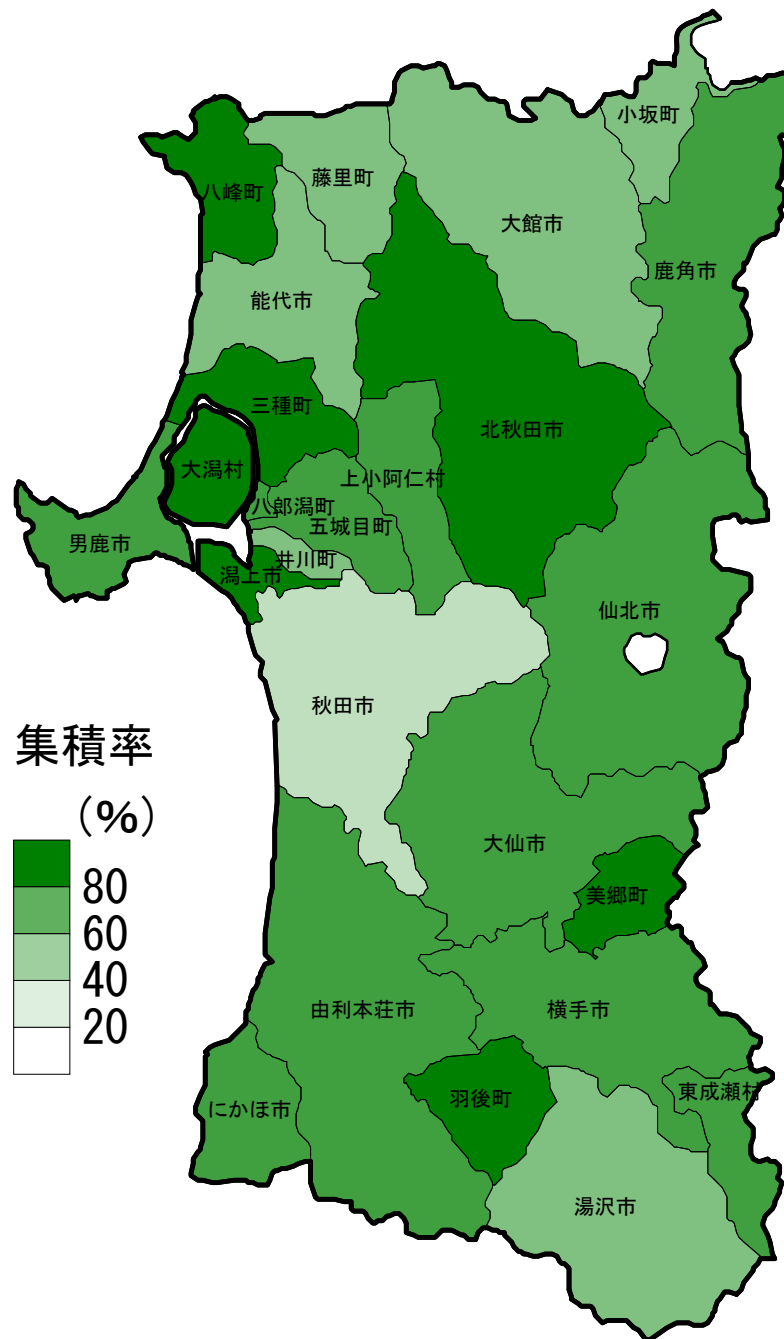 小坂町
藤里町
八峰町
大館市
鹿角市
能代市
三種町
北秋田市
大潟村
上小阿仁村
八郎潟町
五城目町
男鹿市
井川町
潟上市
仙北市
秋田市
集積率
(%)
80
60
40
20
大仙市
美郷町
由利本荘市
横手市
東成瀬村
羽後町
にかほ市
湯沢市